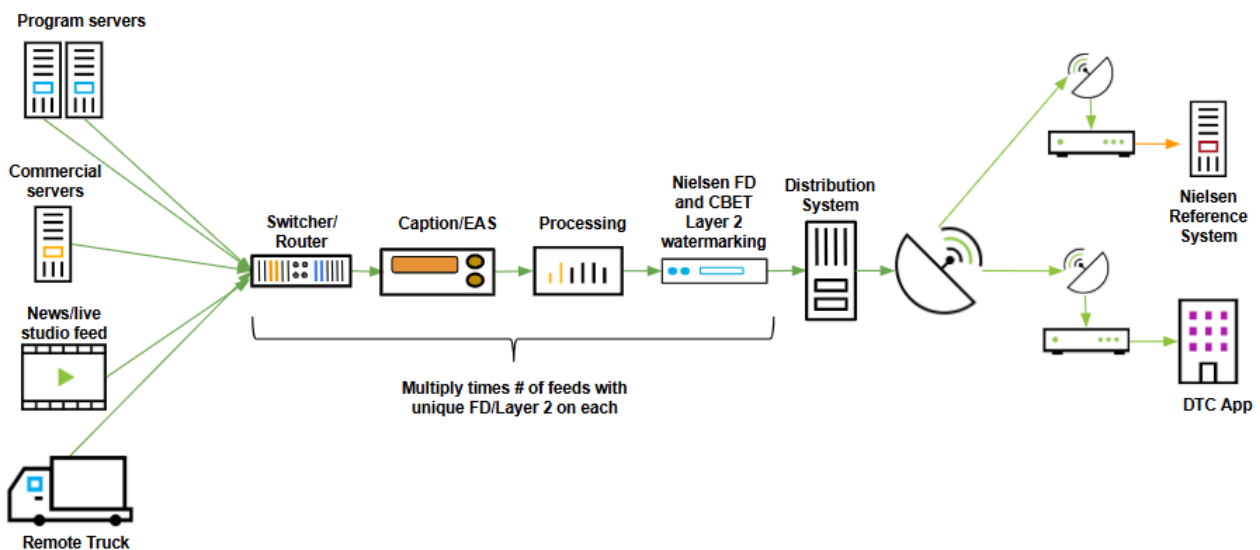 Program servers
Commercial
servers
News/live
studio feed
Remote Truck
Switcher/
Router
Caption/EAS
Processing
Nielsen FD
and CBET
Layer 2
watermarking
Distribution
System
Multiply times # of feeds with
unique FD/Layer 2 on each
Nielsen
Reference
System
DTC App